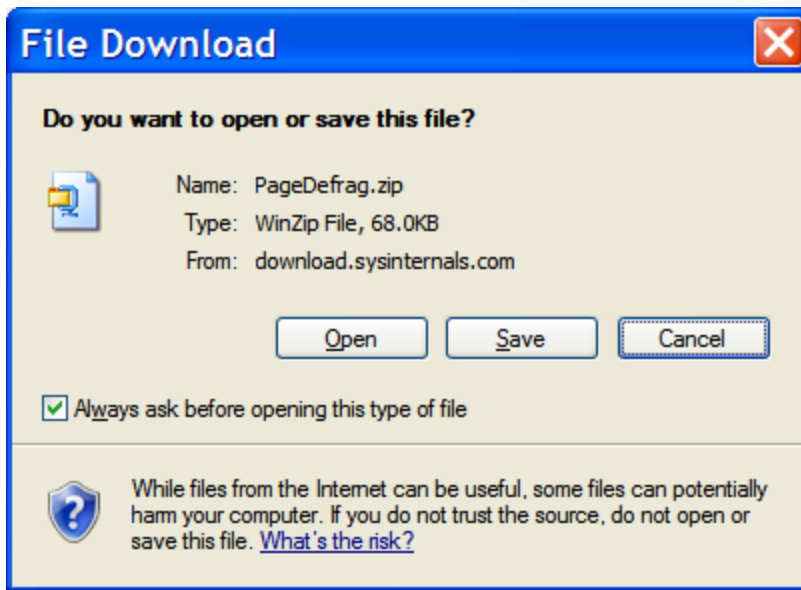 File Download
Do you want to open or save this file?
Name: PageDefrag.zip
Type: WinZip File, 68.0KB
From: download.sysinternals.com
Open Save Cancel
Always ask before opening this type of file
While files from the Internet can be useful, some files can potentially
harm your computer. If you do not trust the source, do not open or
save this file. What's the risk?